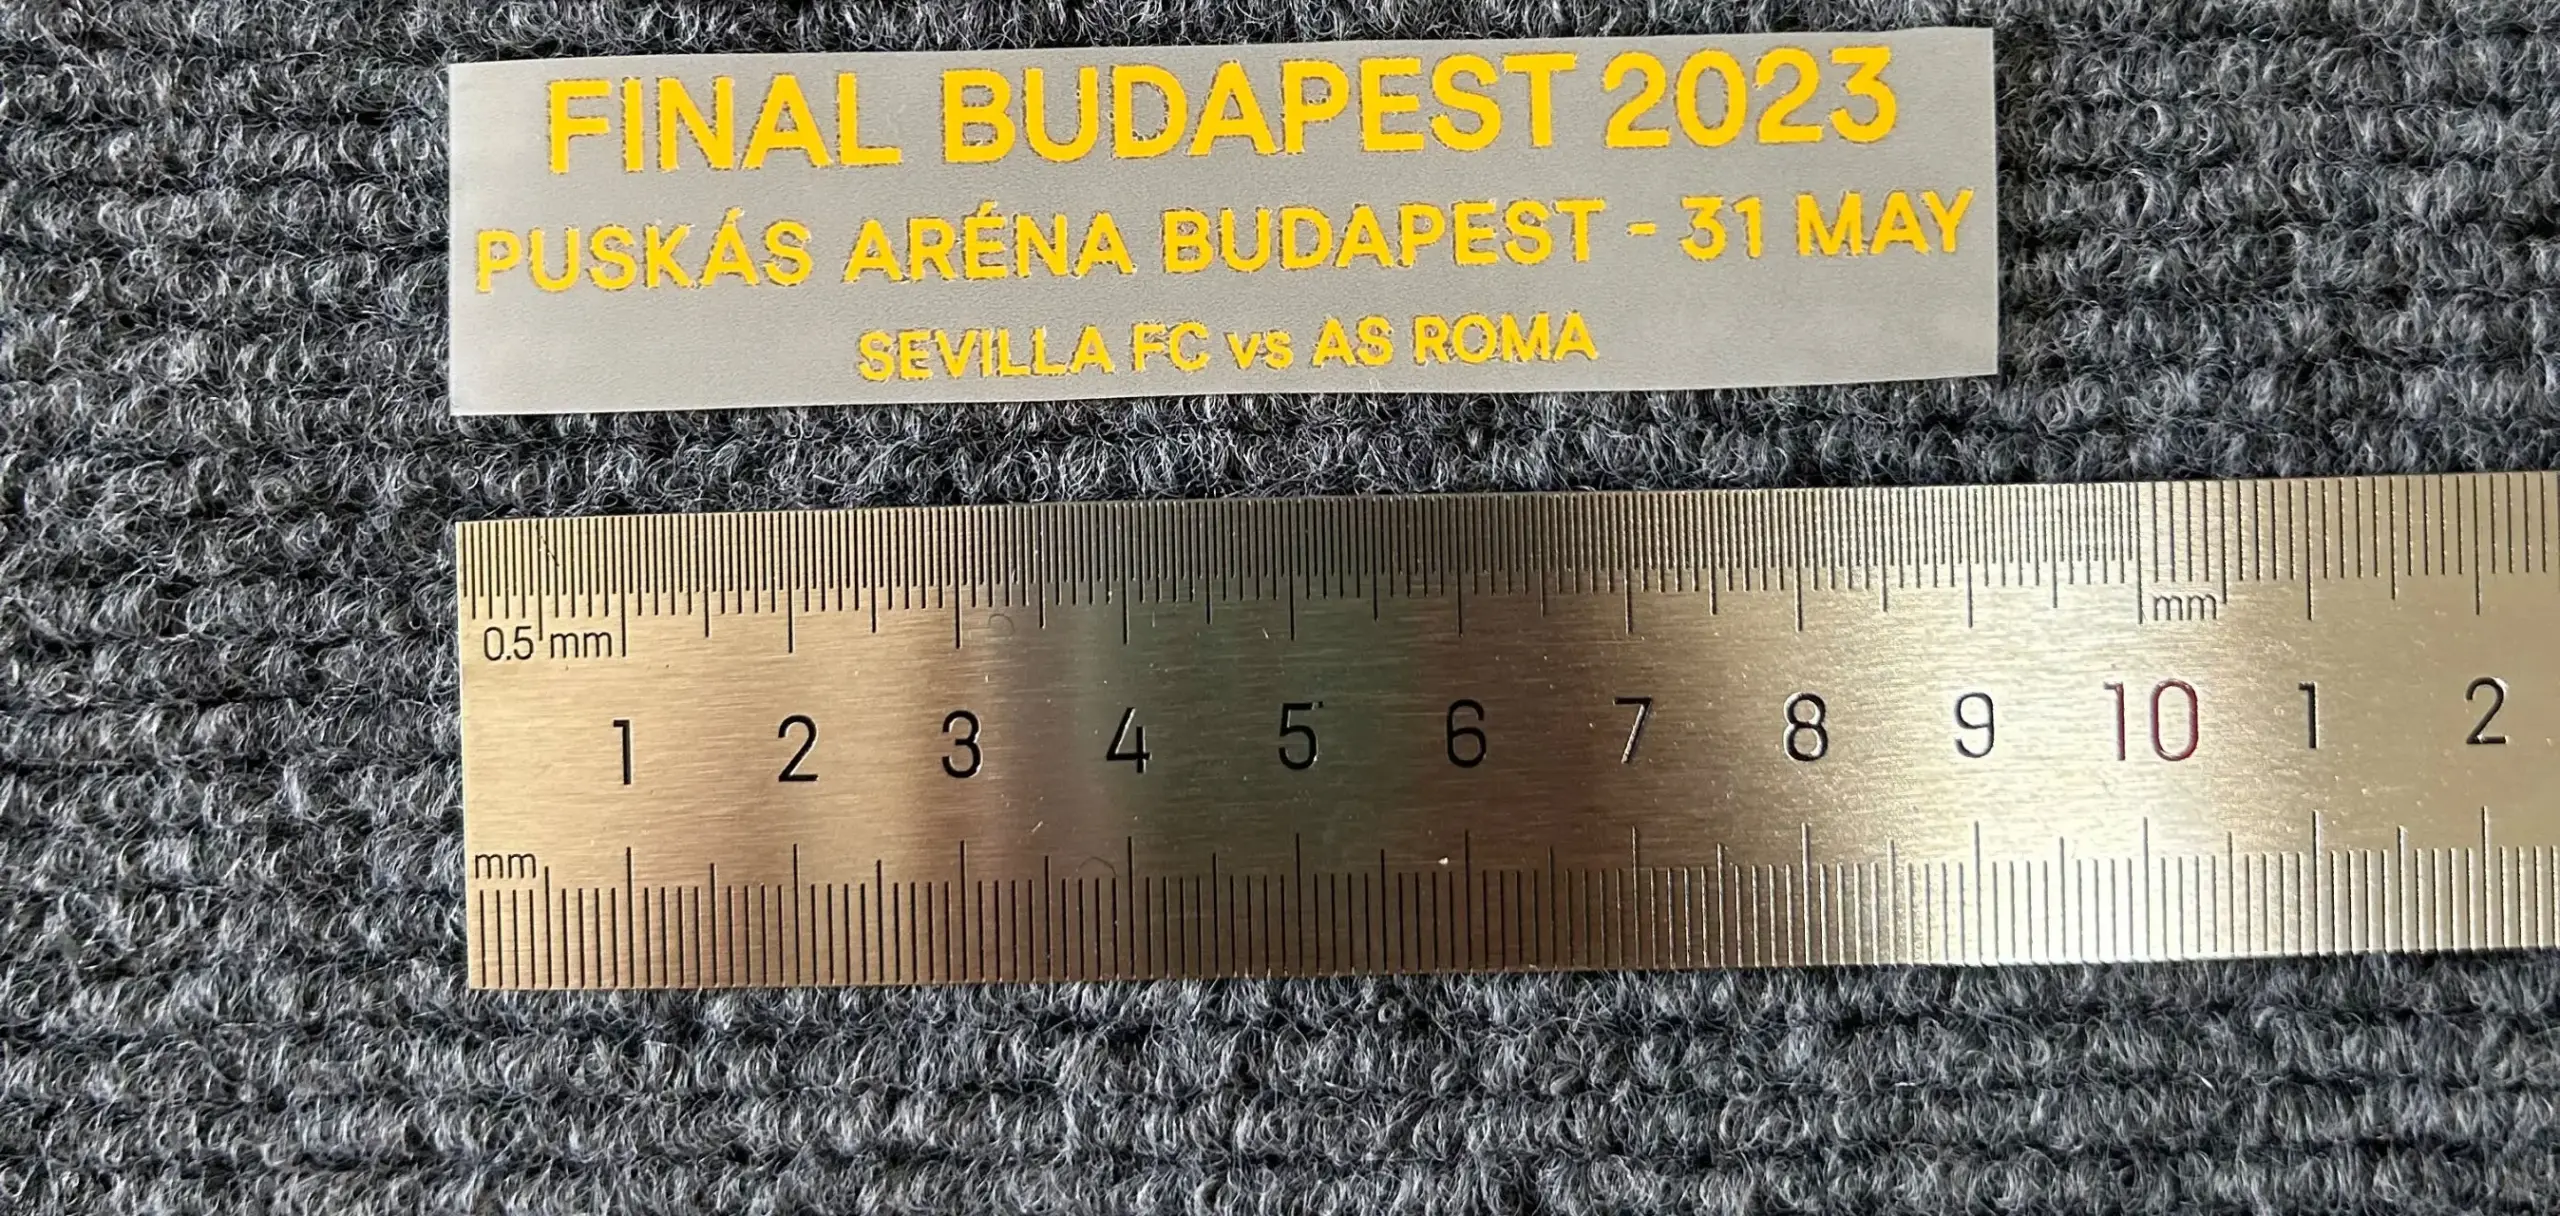 FINAL BUDAPEST 2023
PUSKÁS ARÉNA BUDAPEST - 31 MAY
SEVILLA FC vs AS ROMA
0.5 mm
mm
1 2 3 4 5 6 7 8 9 10 1 2
mm